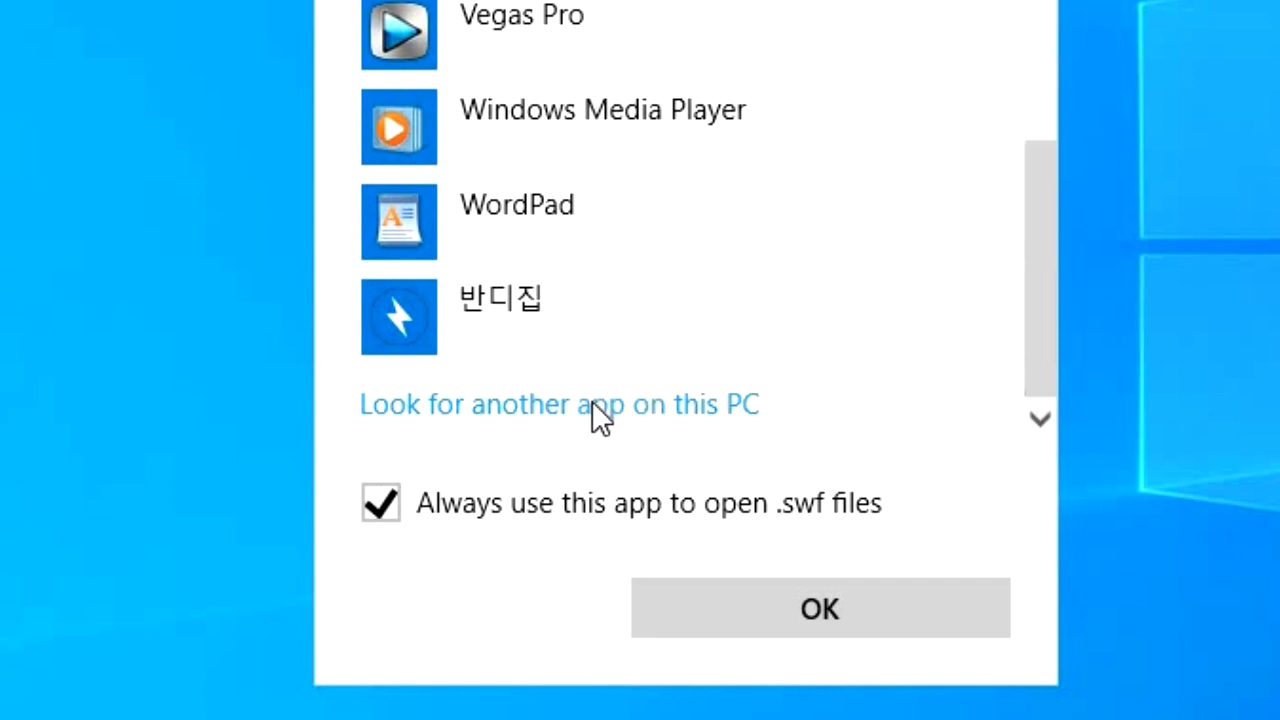 Vegas Pro
Windows Media Player
WordPad
반디집
Look for another app on this PC
Always use this app to open .swf files
OK